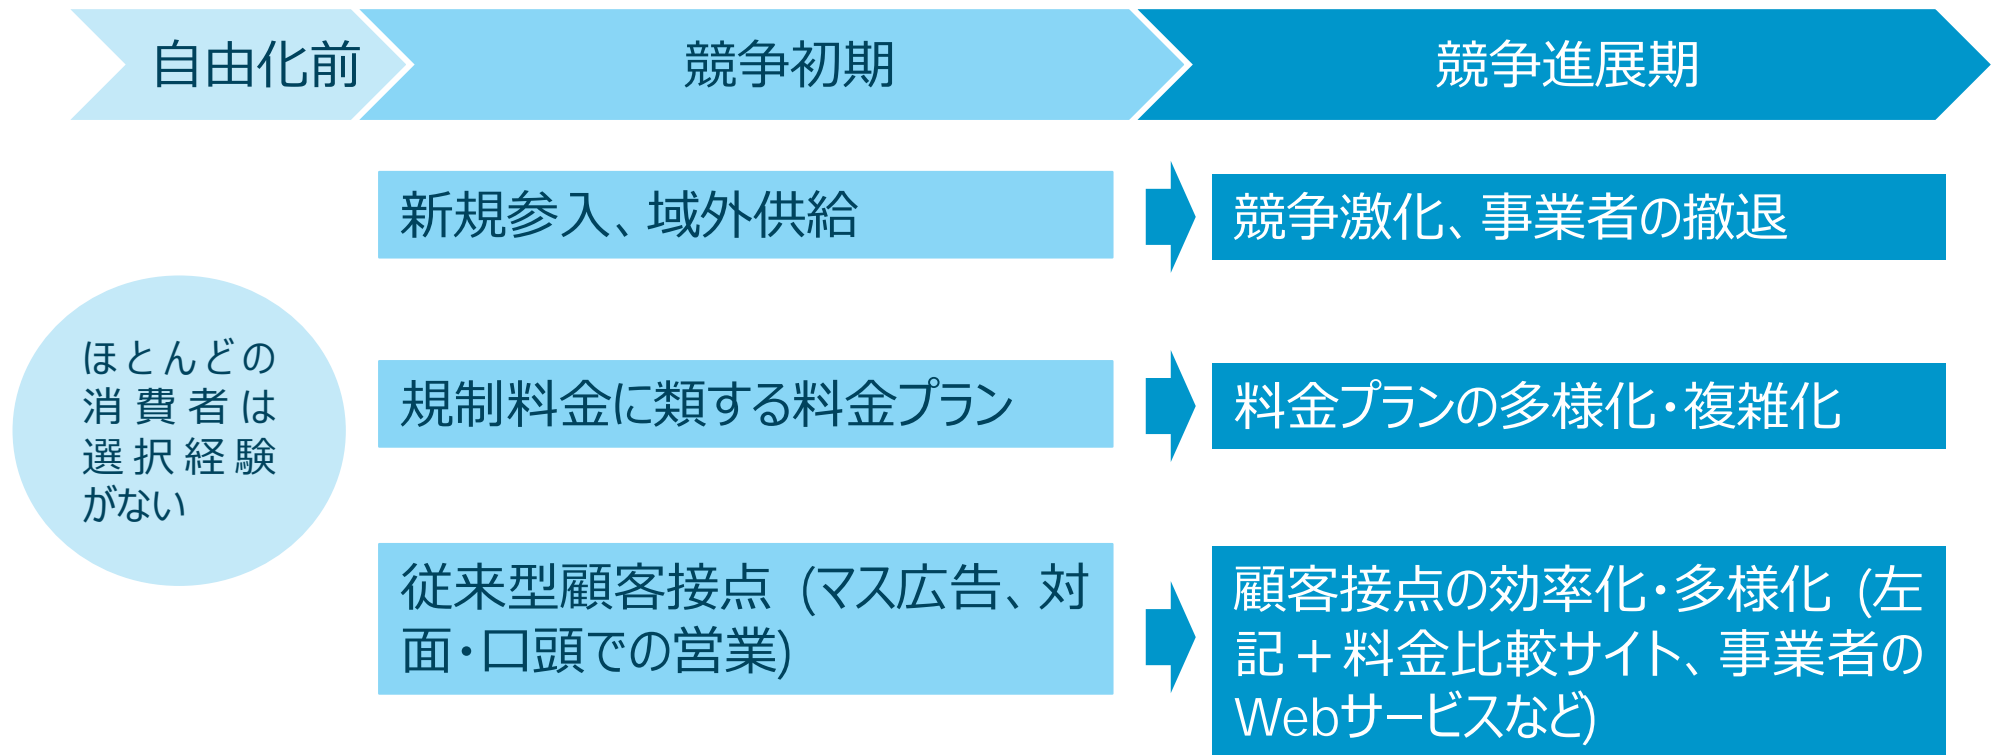 自由化前
競争初期
競争進展期
新規参入、域外供給
競争激化、事業者の撤退
ほとんどの
消費者は
選択経験
がない
規制料金に類する料金プラン
料金プランの多様化・複雑化
従来型顧客接点 (マス広告、対
面・口頭での営業)
顧客接点の効率化・多様化 (左
記 + 料金比較サイト、事業者の
Webサービスなど)